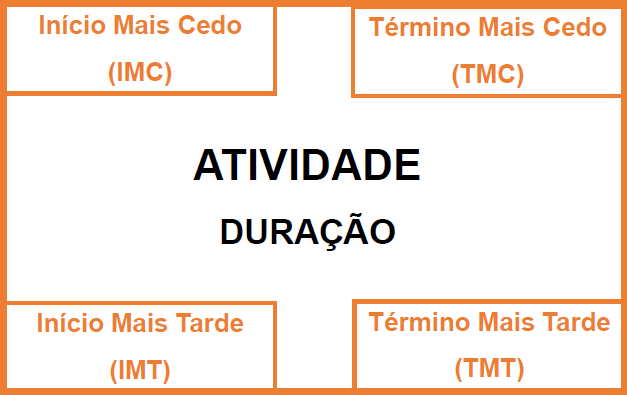 Início Mais Cedo
(IMC)
Término Mais Cedo
(TMC)
ATIVIDADE
DURAÇÃO
Início Mais Tarde
(IMT)
Término Mais Tarde
(TMT)